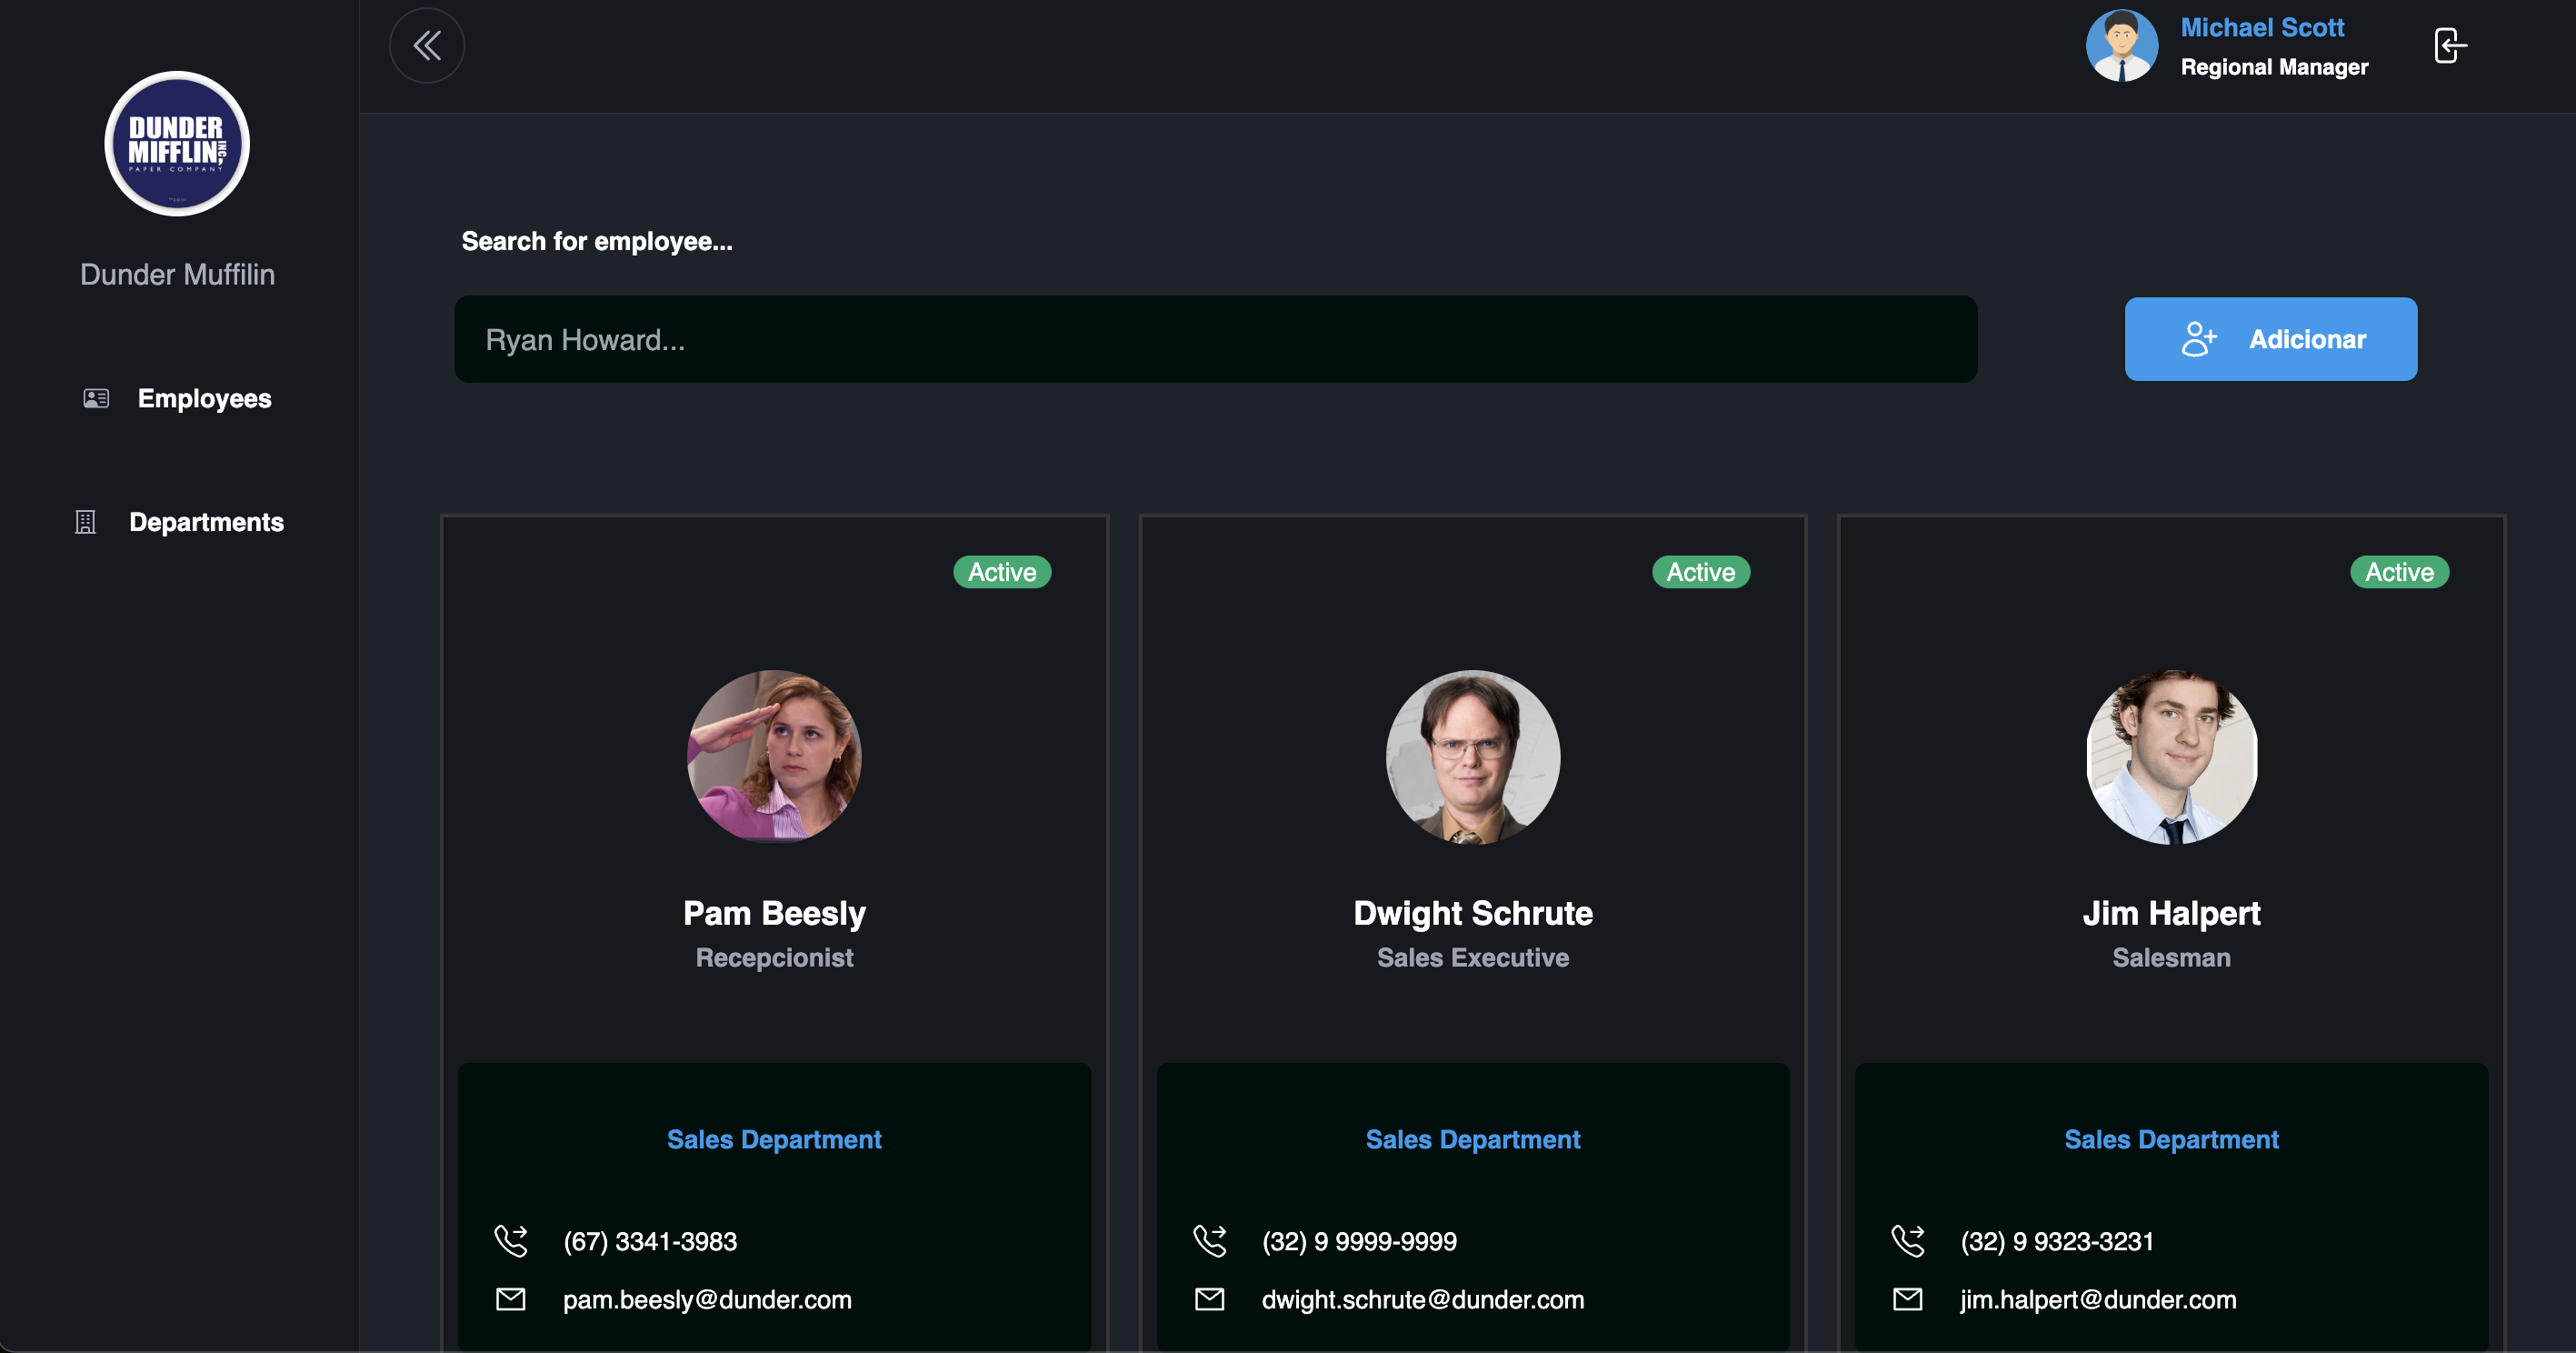 DUNDER
MIFFLIN INC,
PAPER COMPANY
Dunder Muffilin
Employees
Departments
Michael Scott
Regional Manager
Search for employee...
Ryan Howard...
Adicionar
Active
Active
Active
Pam Beesly
Recepcionist
Dwight Schrute
Sales Executive
Jim Halpert
Salesman
Sales Department
(67) 3341-3983
pam.beesly@dunder.com
Sales Department
(32) 9 9999-9999
dwight.schrute@dunder.com
Sales Department
(32) 9 9323-3231
jim.halpert@dunder.com